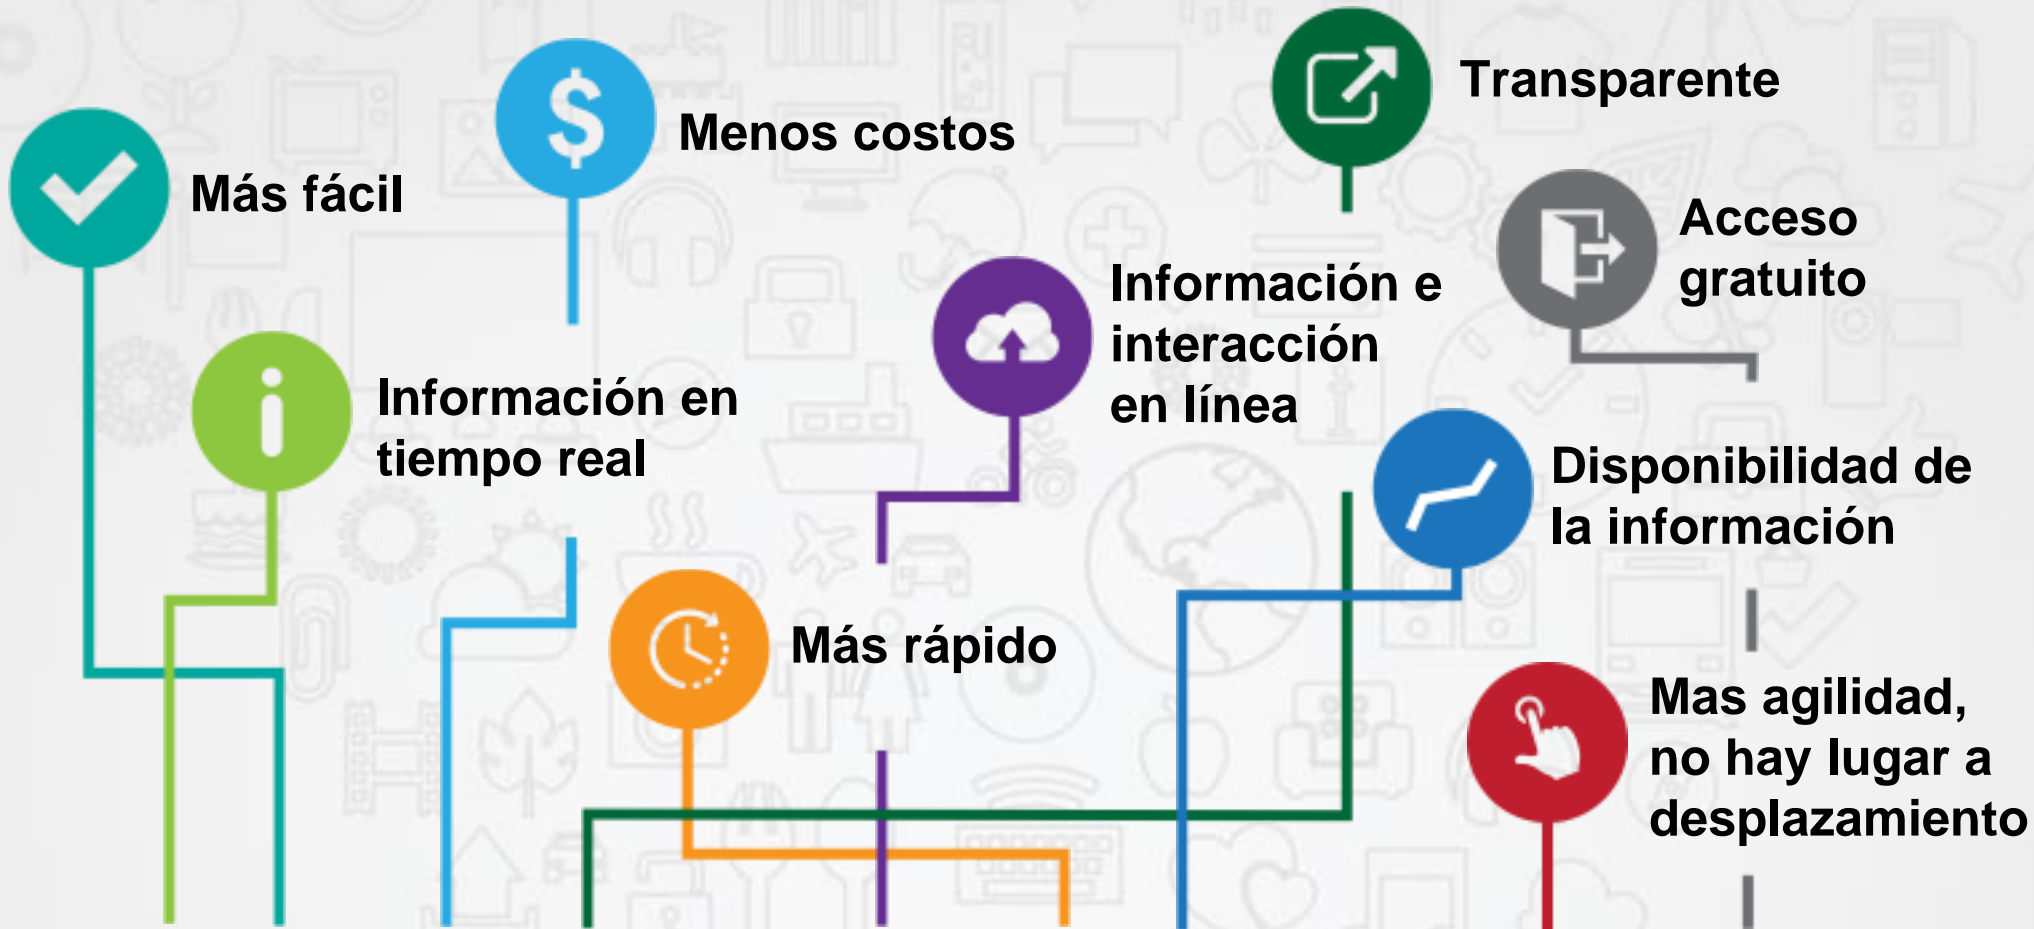 Más fácil
Menos costos
Transparente
Acceso
gratuito
Información en
tiempo real
Información e
interacción
en línea
Disponibilidad de
la información
Más rápido
Mas agilidad,
no hay lugar a
desplazamiento